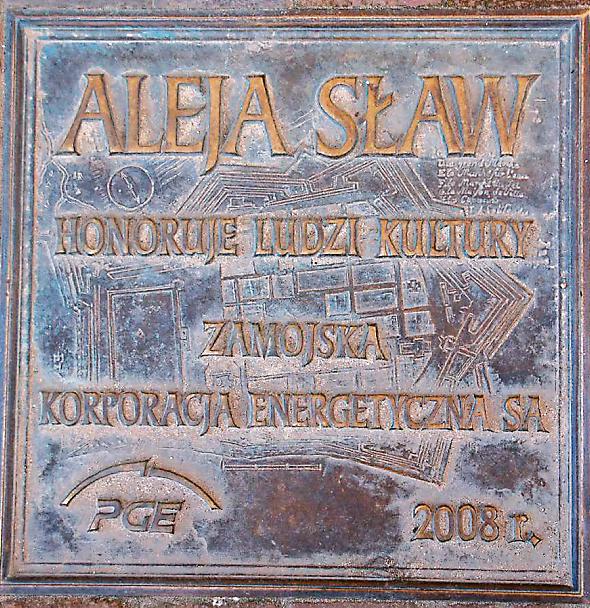 ALEJA SŁAW
HONORUJE LUDZI KULTURY
ZAMOJSKA
KORPORACJA ENERGETYCZNA SA
PGE
2008 r.